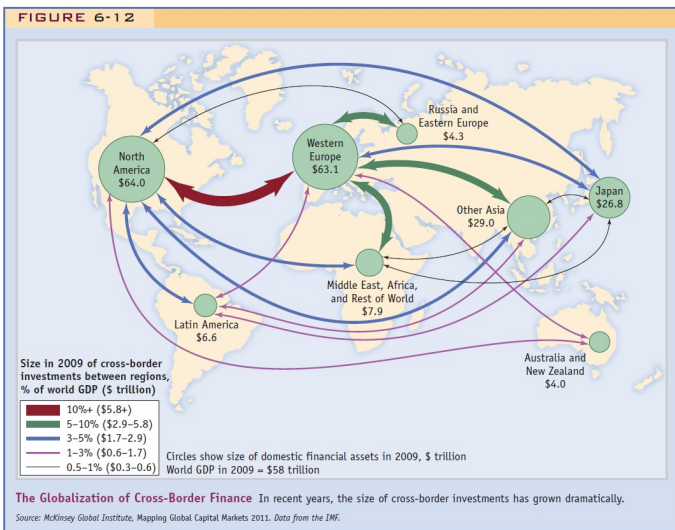 FIGURE 6-12
North
America
$64.0
Western
Europe
$63.1
Russia and
Eastern Europe
$4.3
Other Asia
$29.0
Japan
$26.8
Middle East, Africa,
and Rest of World
$7.9
Latin America
$6.6
Australia and
New Zealand
$4.0
Size in 2009 of cross-border
investments between regions,
% of world GDP ($ trillion)
10%+ ($5.8+)
5–10% ($2.9–5.8)
3–5% ($1.7–2.9)
1–3% ($0.6–1.7)
0.5–1% ($0.3–0.6)
Circles show size of domestic financial assets in 2009, $ trillion
World GDP in 2009 = $58 trillion
The Globalization of Cross-Border Finance In recent years, the size of cross-border investments has grown dramatically.
Source: McKinsey Global Institute, Mapping Global Capital Markets 2011. Data from the IMF.